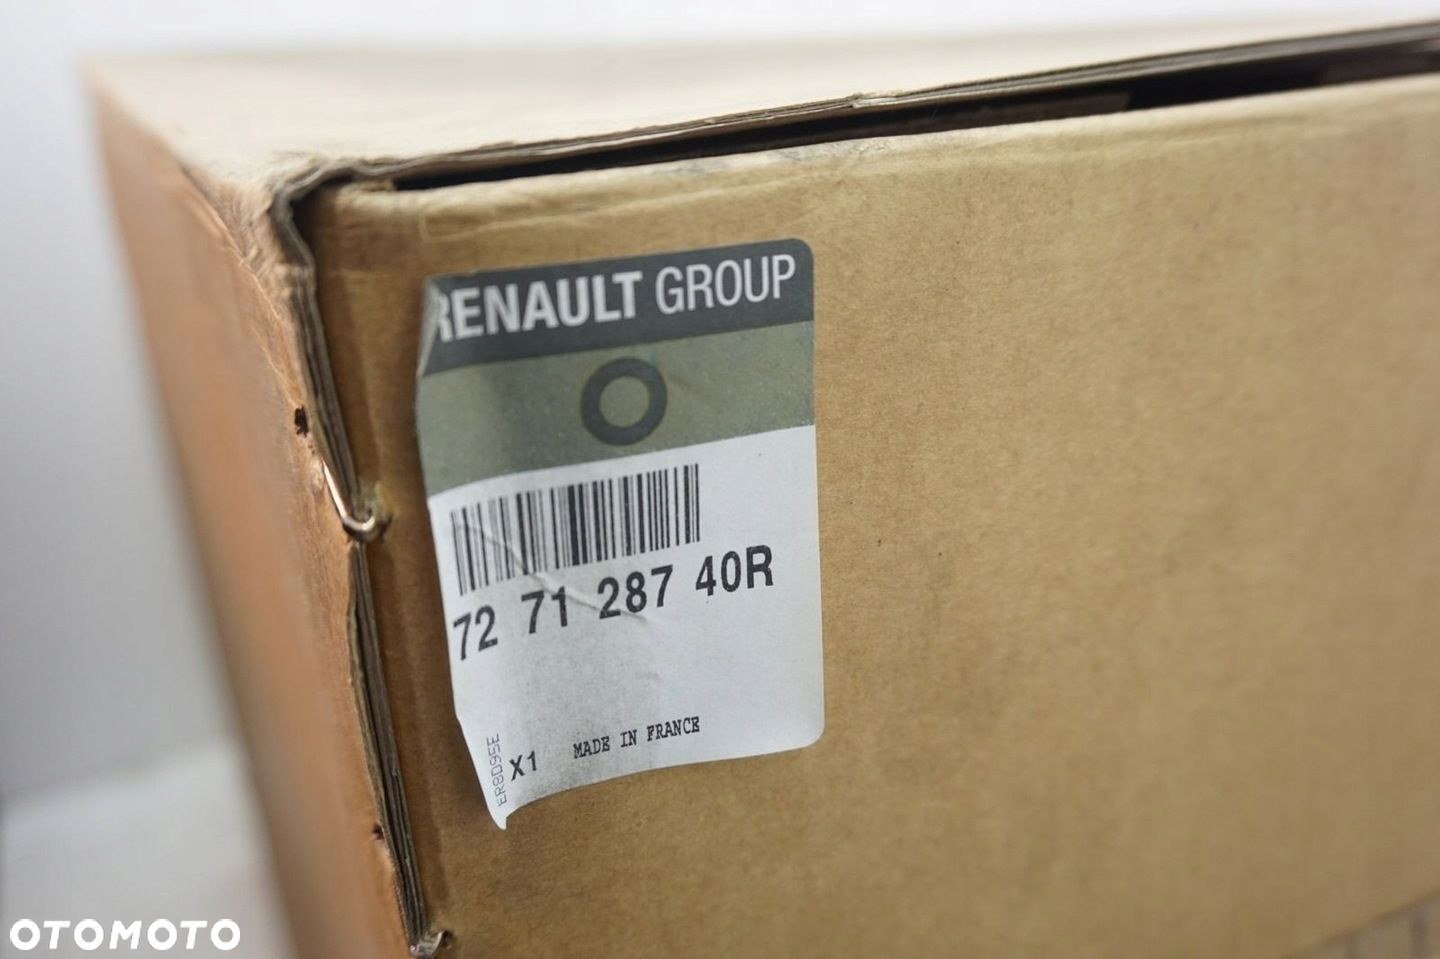 RENAULT GROUP
72 71 287 40R
ER8D95E
X1 MADE IN FRANCE
OTOMOTO